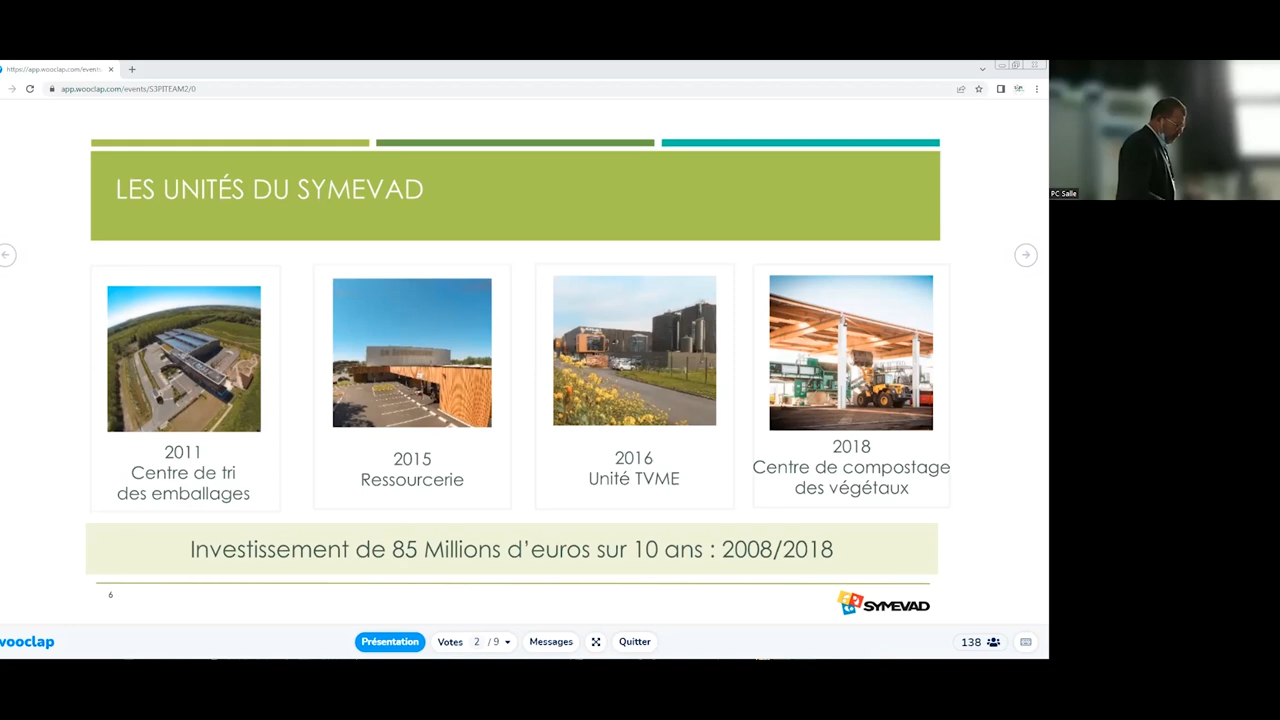 https://app.wooclap.com/events
app.wooclap.com/events/S3PITEAM2/0
LES UNITÉS DU SYMEVAD
PC Salle
2011
Centre de tri
des emballages
2015
Ressourcerie
2016
Unité TVME
2018
Centre de compostage
des végétaux
Investissement de 85 Millions d'euros sur 10 ans : 2008/2018
6
SYMEVAD
wooclap
Présentation
Votes 2 / 9
Messages
Quitter
138